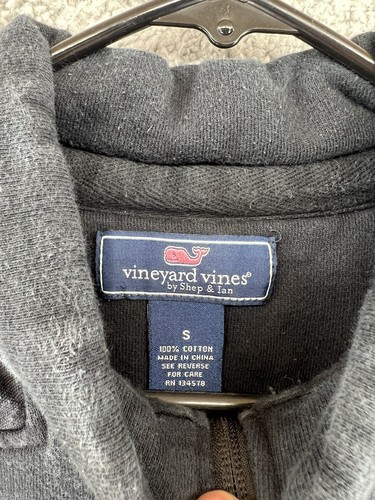 vineyard vines®
by Shep & Ian
S
100% COTTON
MADE IN CHINA
SEE REVERSE
FOR CARE
RN 134578